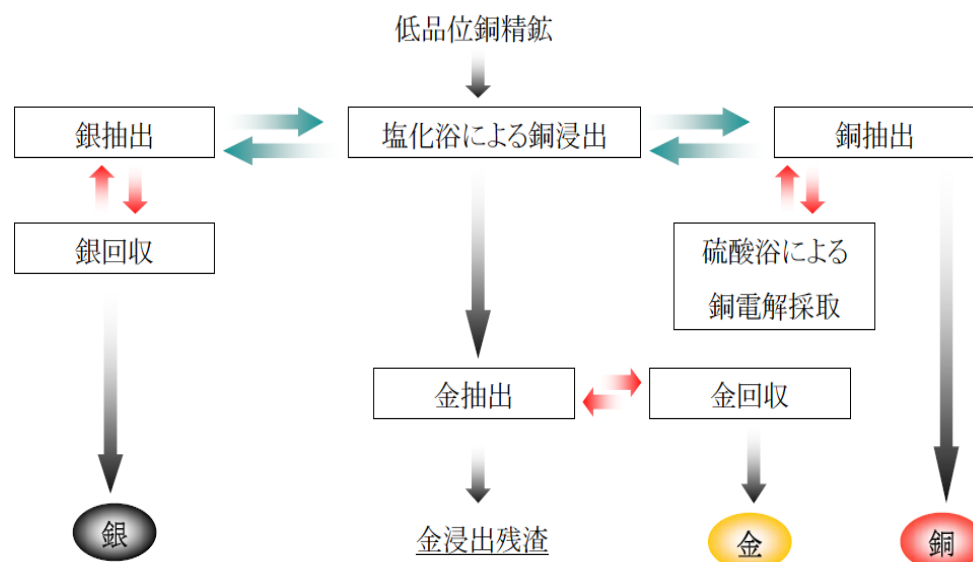 低品位銅精鉱
銀抽出
塩化浴による銅浸出
銅抽出
銀回収
硫酸浴による
銅電解採取
金抽出
金回収
銀
金浸出残渣
金
銅